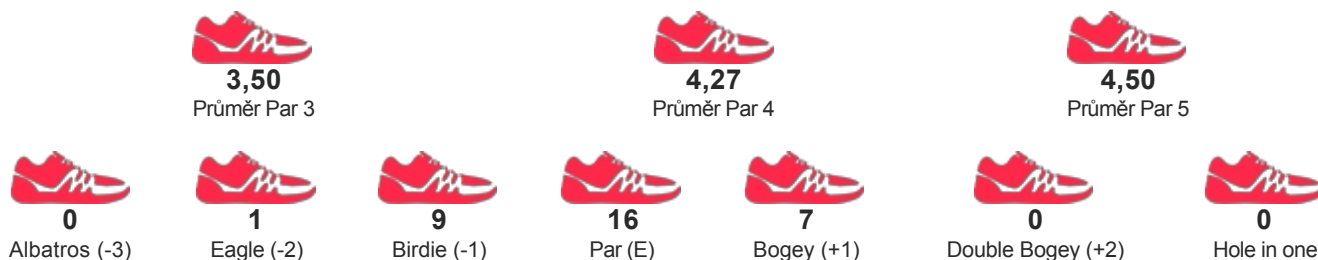 3,50 4,27 4,50
Průměr Par 3 Průměr Par 4 Průměr Par 5
0 1 9 16 7 0 0
Albatros (-3) Eagle (-2) Birdie (-1) Par (E) Bogey (+1) Double Bogey (+2) Hole in one